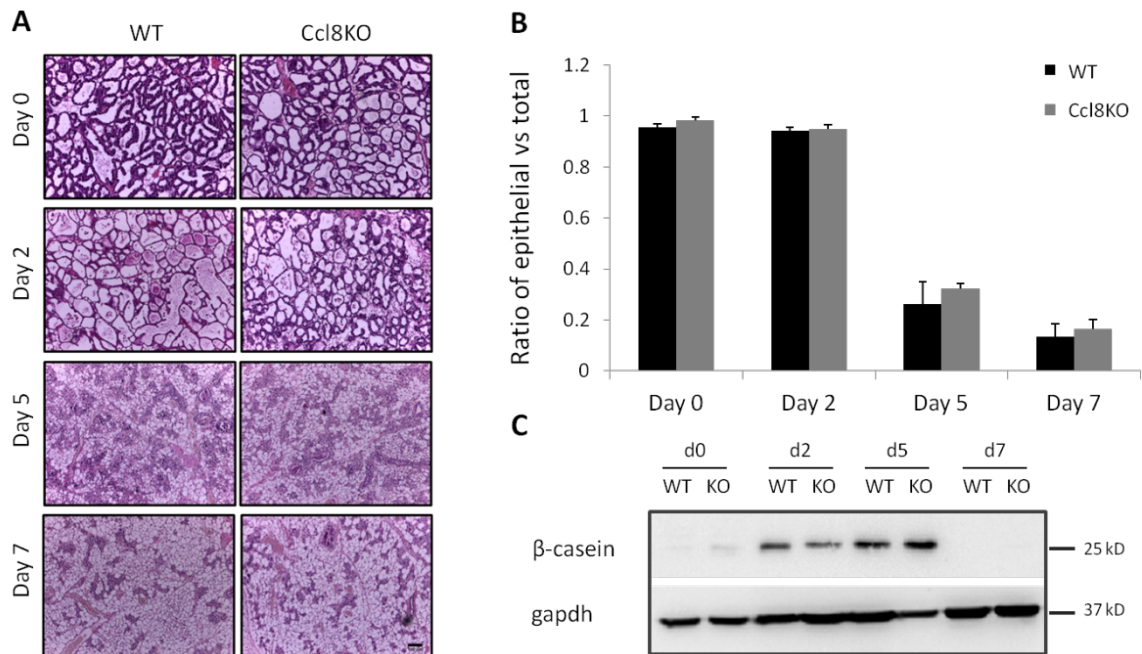 A
WT
Ccl8KO
Day 0
Day 2
Day 5
Day 7
B
Ratio of epithelial vs total
1.2
1
0.8
0.6
0.4
0.2
0
Day 0
Day 2
Day 5
Day 7
WT
Ccl8KO
C
d0
d2
d5
d7
WT KO WT KO WT KO WT KO
β-casein
25 kD
gapdh
37 kD